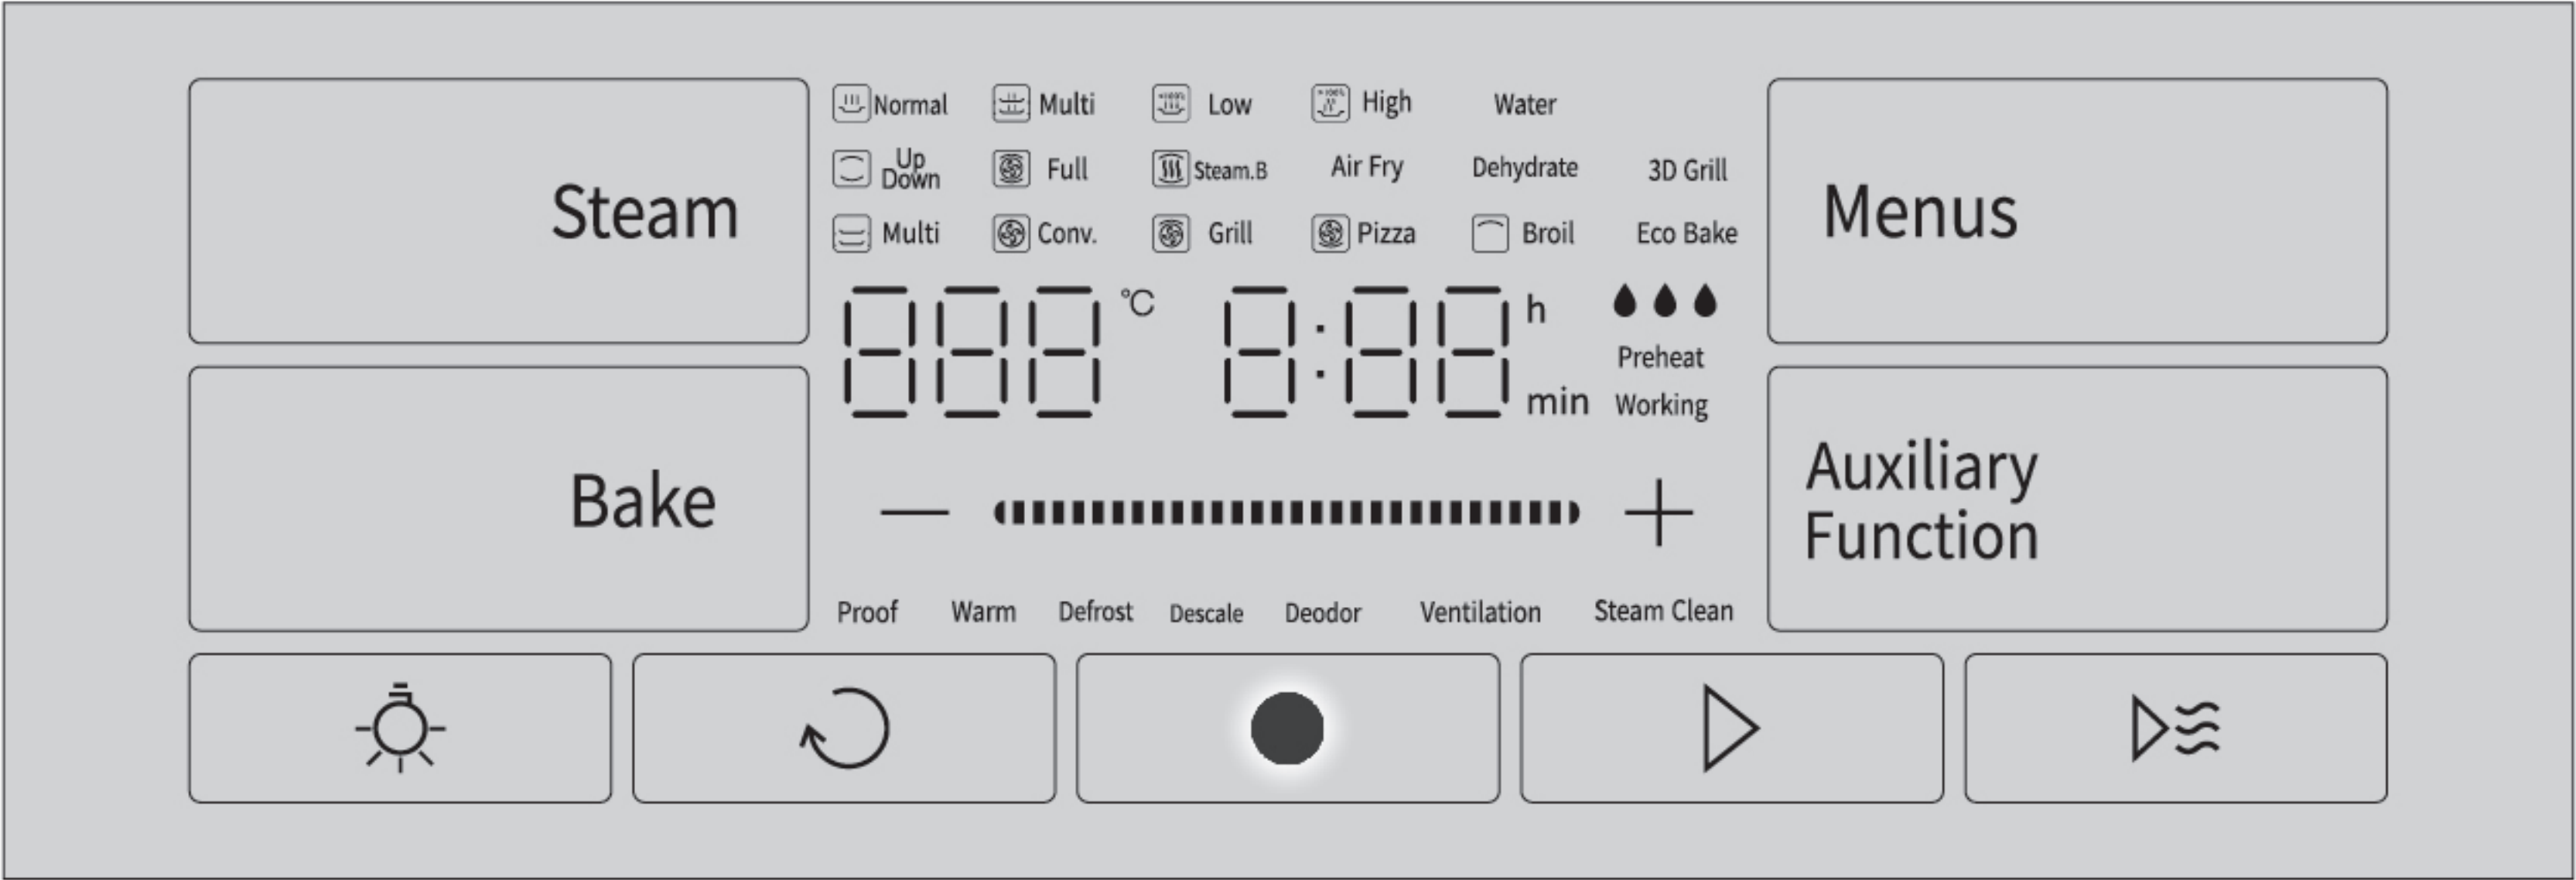 Steam
Bake
Normal Multi Low High Water
Up Down Full Steam.B Air Fry Dehydrate 3D Grill
Multi Conv. Grill Pizza Broil Eco Bake
888 °C 8:88 h min
Preheat
Working
Proof Warm Defrost Descale Deodor Ventilation Steam Clean
Menus
Auxiliary
Function